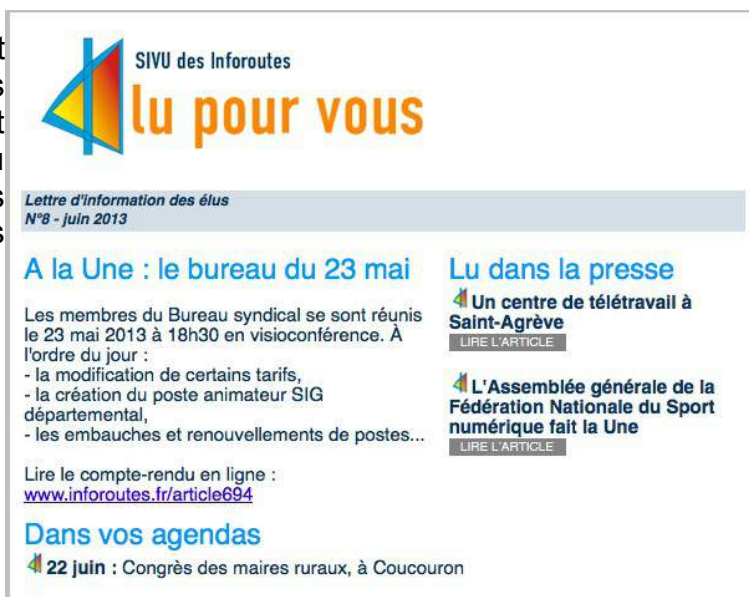 SIVU des Inforoutes
lu pour vous
Lettre d'information des élus
N°8 - juin 2013
A la Une : le bureau du 23 mai
Les membres du Bureau syndical se sont réunis
le 23 mai 2013 à 18h30 en visioconférence. À
l'ordre du jour :
- la modification de certains tarifs,
- la création du poste animateur SIG
départemental,
- les embauches et renouvellements de postes...
Lire le compte-rendu en ligne :
www.inforoutes.fr/article694
Dans vos agendas
22 juin : Congrès des maires ruraux, à Coucouron
Lu dans la presse
Un centre de télétravail à
Saint-Agrève
LIRE L'ARTICLE
L'Assemblée générale de la
Fédération Nationale du Sport
numérique fait la Une
LIRE L'ARTICLE